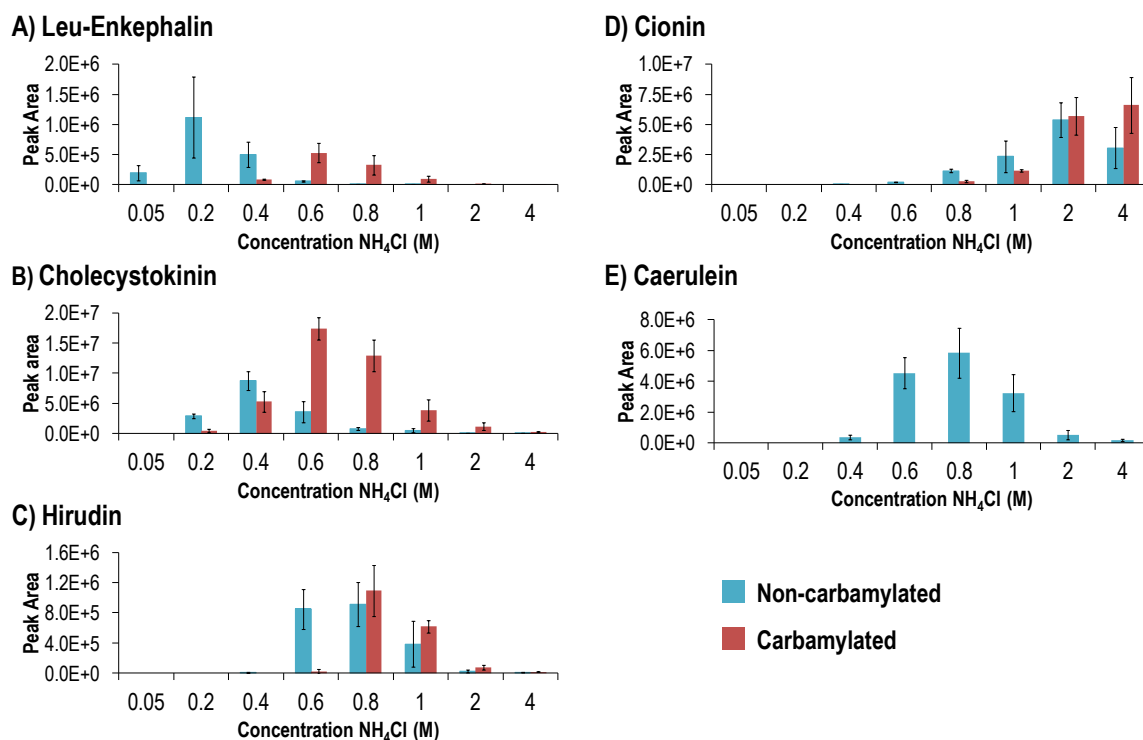 A) Leu-Enkephalin
Peak Area
2.0E+6
1.5E+6
1.0E+6
5.0E+5
0.0E+0
0.05 0.2 0.4 0.6 0.8 1 2 4
Concentration NH₄Cl (M)
B) Cholecystokinin
Peak area
2.0E+7
1.5E+7
1.0E+7
5.0E+6
0.0E+0
0.05 0.2 0.4 0.6 0.8 1 2 4
Concentration NH₄Cl (M)
C) Hirudin
Peak Area
1.6E+6
1.2E+6
8.0E+5
4.0E+5
0.0E+0
0.05 0.2 0.4 0.6 0.8 1 2 4
Concentration NH₄Cl (M)
D) Cionin
Peak Area
1.0E+7
7.5E+6
5.0E+6
2.5E+6
0.0E+0
0.05 0.2 0.4 0.6 0.8 1 2 4
Concentration NH₄Cl (M)
E) Caerulein
Peak Area
8.0E+6
6.0E+6
4.0E+6
2.0E+6
0.0E+0
0.05 0.2 0.4 0.6 0.8 1 2 4
Concentration NH₄Cl (M)
Non-carbamylated
Carbamylated